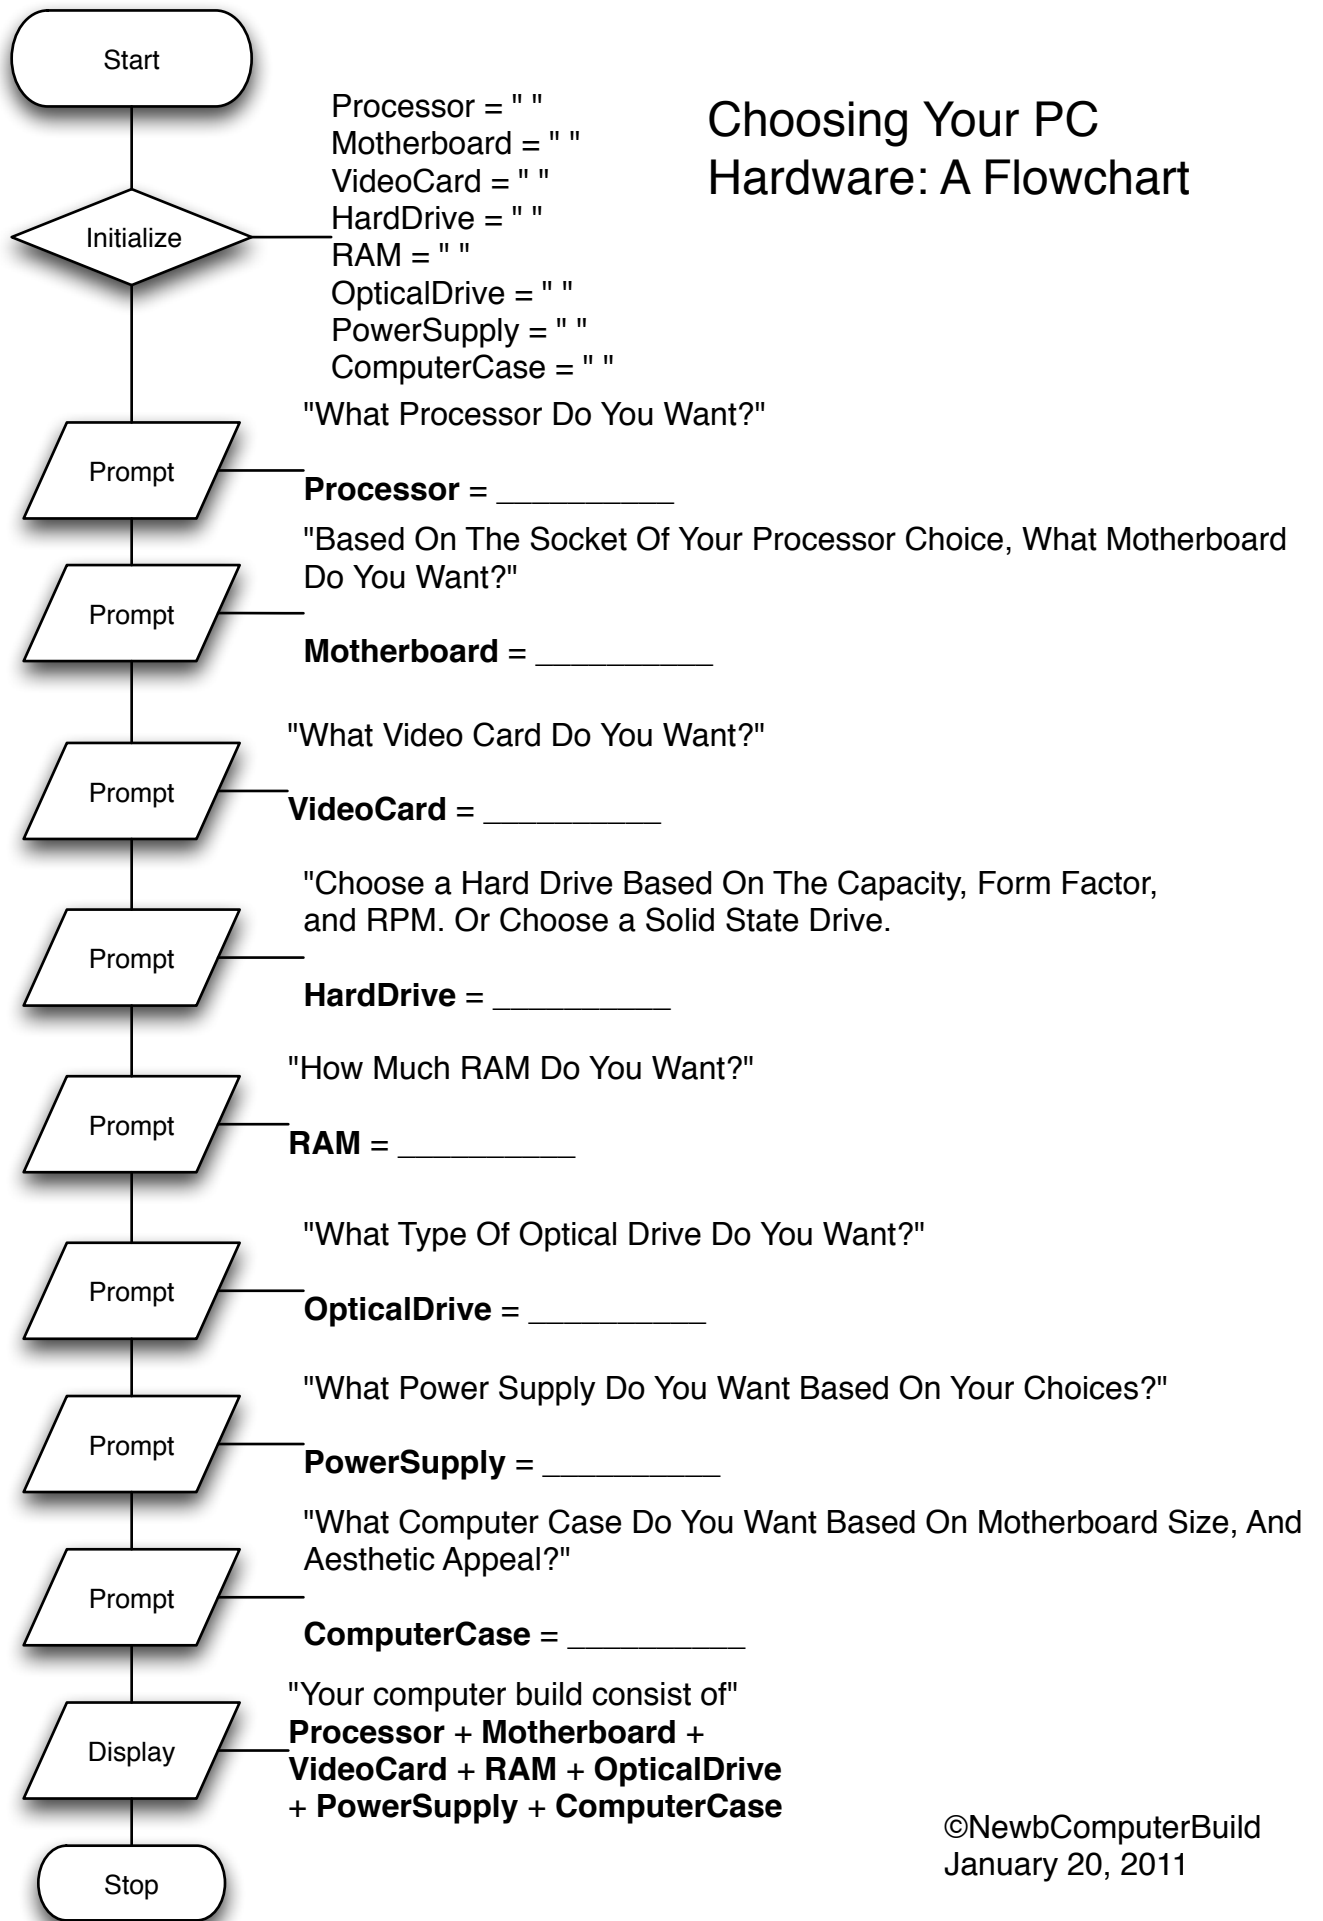 Start
Processor = " "
Motherboard = " "
VideoCard = " "
HardDrive = " "
RAM = " "
OpticalDrive = " "
PowerSupply = " "
ComputerCase = " "
Choosing Your PC
Hardware: A Flowchart
Initialize
"What Processor Do You Want?"
Prompt
Processor = __________
"Based On The Socket Of Your Processor Choice, What Motherboard
Do You Want?"
Prompt
Motherboard = __________
"What Video Card Do You Want?"
Prompt
VideoCard = __________
"Choose a Hard Drive Based On The Capacity, Form Factor,
and RPM. Or Choose a Solid State Drive.
Prompt
HardDrive = __________
"How Much RAM Do You Want?"
Prompt
RAM = __________
"What Type Of Optical Drive Do You Want?"
Prompt
OpticalDrive = __________
"What Power Supply Do You Want Based On Your Choices?"
Prompt
PowerSupply = __________
"What Computer Case Do You Want Based On Motherboard Size, And
Aesthetic Appeal?"
Prompt
ComputerCase = __________
"Your computer build consist of"
Processor + Motherboard +
VideoCard + RAM + OpticalDrive
+ PowerSupply + ComputerCase
Display
©NewbComputerBuild
January 20, 2011
Stop